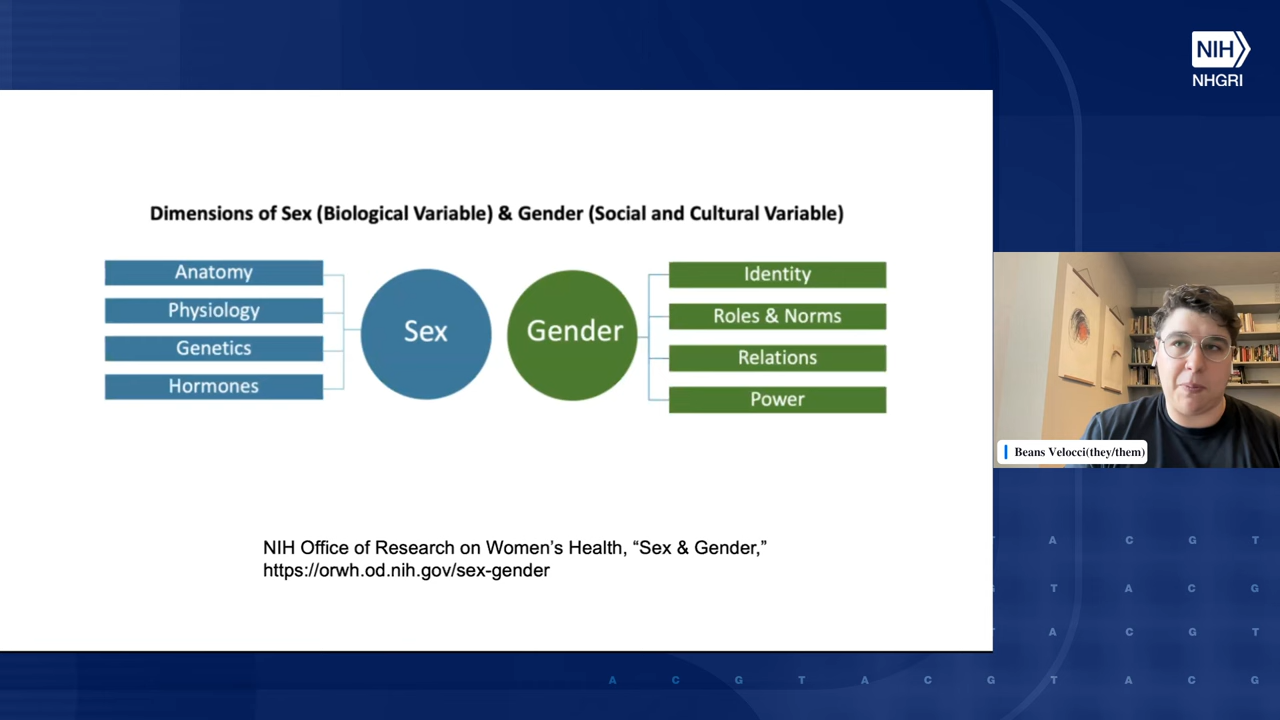 NIH
NHGRI
Dimensions of Sex (Biological Variable) & Gender (Social and Cultural Variable)
Anatomy
Physiology
Genetics
Hormones
Sex
Gender
Identity
Roles & Norms
Relations
Power
NIH Office of Research on Women’s Health, “Sex & Gender,”
https://orwh.od.nih.gov/sex-gender
Beans Velocci(they/them)
T A C G T
G T A C G
T A C G T
A C G T A C G T A C G